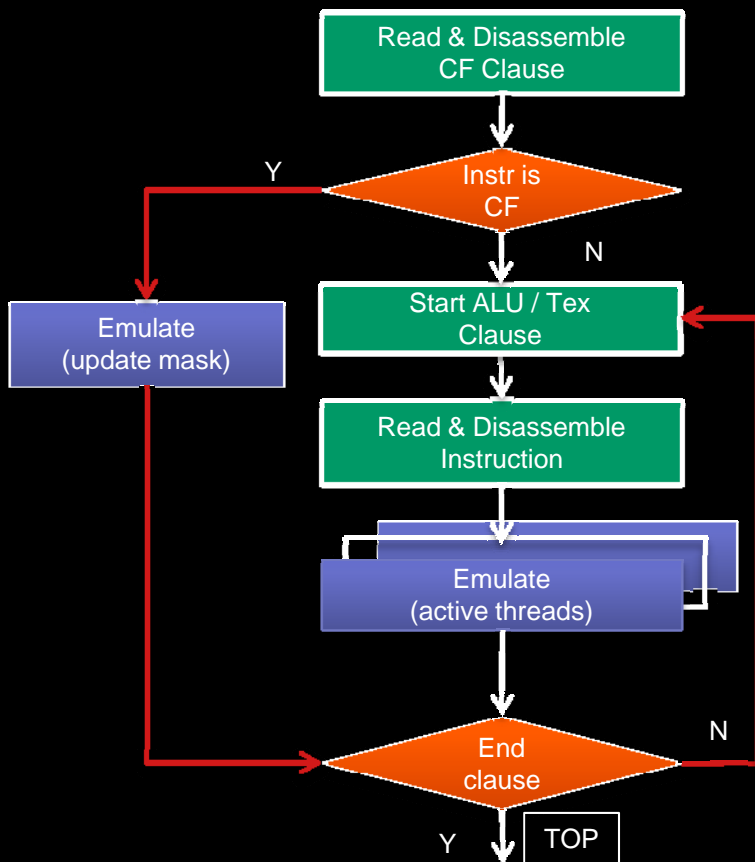 Read & Disassemble
CF Clause
Y
Instr is
CF
N
Start ALU / Tex
Clause
Emulate
(update mask)
Read & Disassemble
Instruction
Emulate
(active threads)
End
clause
N
Y
TOP